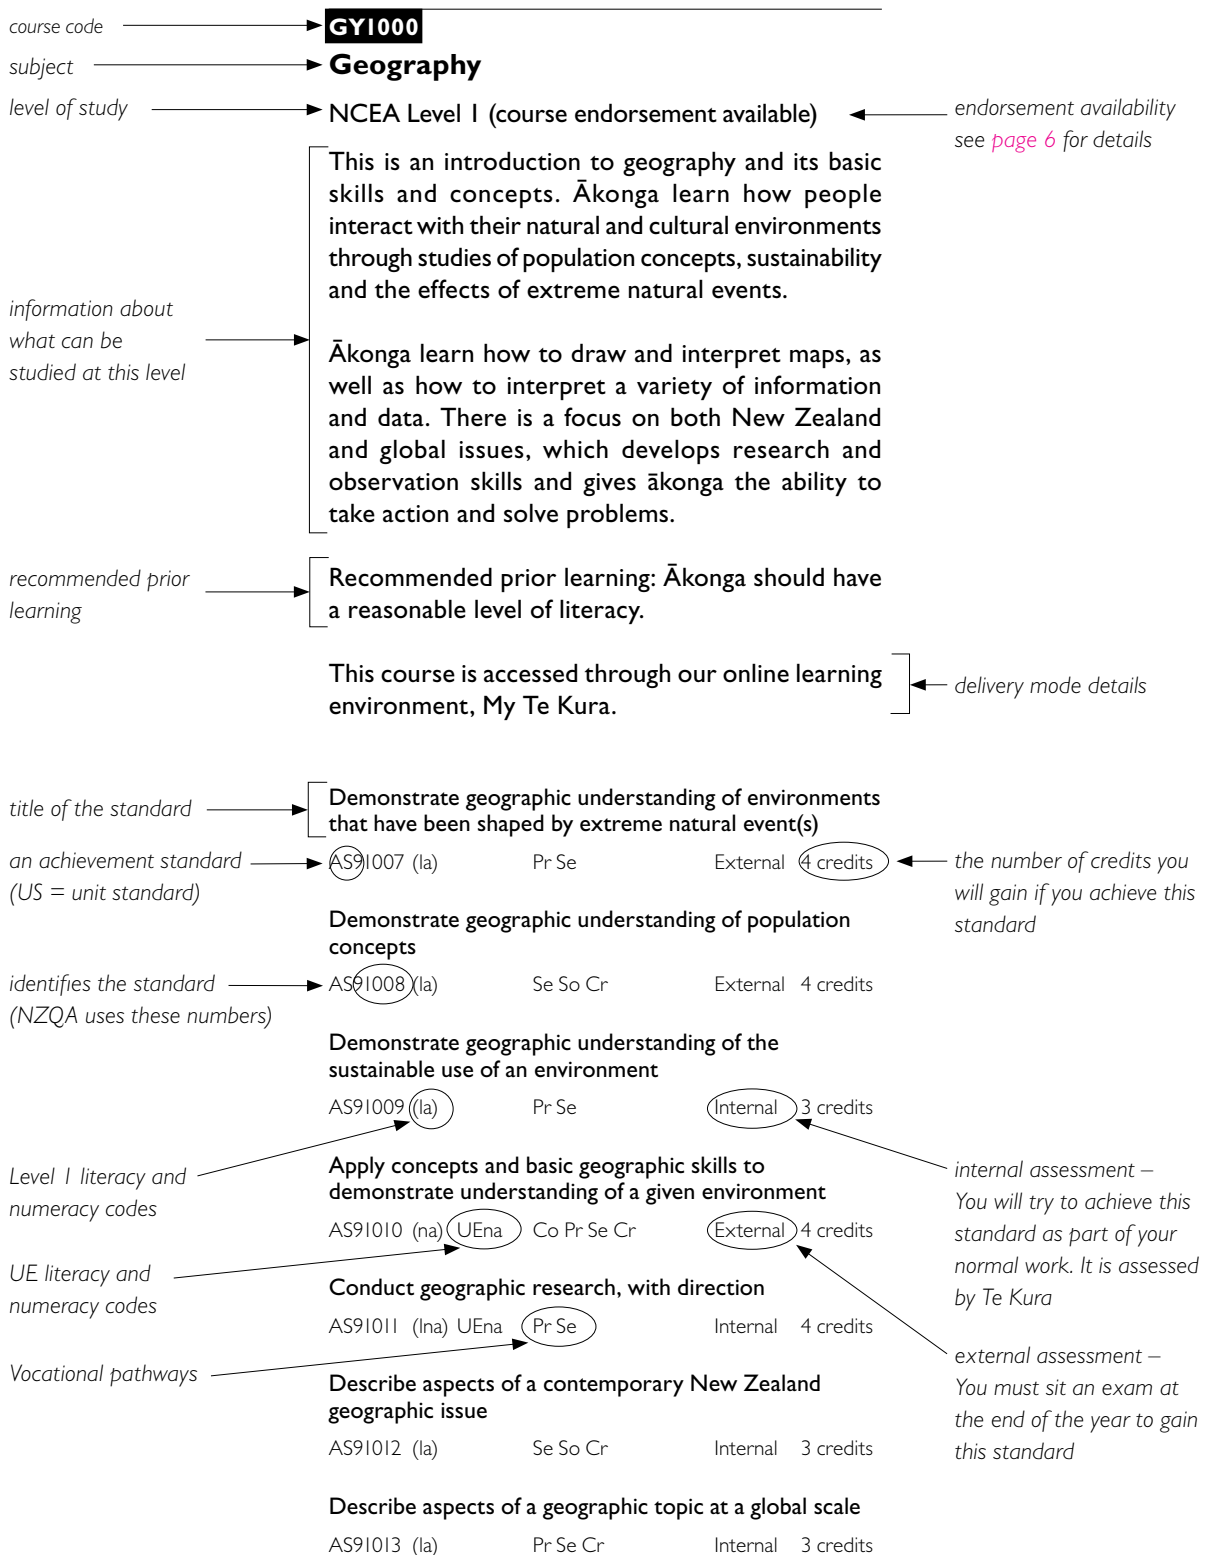 course code
GY1000
subject
Geography
level of study
NCEA Level 1 (course endorsement available)
endorsement availability
see page 6 for details
This is an introduction to geography and its basic
skills and concepts. Ākonga learn how people
interact with their natural and cultural environments
through studies of population concepts, sustainability
and the effects of extreme natural events.
information about
what can be
studied at this level
Ākonga learn how to draw and interpret maps, as
well as how to interpret a variety of information
and data. There is a focus on both New Zealand
and global issues, which develops research and
observation skills and gives ākonga the ability to
take action and solve problems.
recommended prior
learning
Recommended prior learning: Ākonga should have
a reasonable level of literacy.
This course is accessed through our online learning
environment, My Te Kura.
delivery mode details
title of the standard
Demonstrate geographic understanding of environments
that have been shaped by extreme natural event(s)
an achievement standard
(US = unit standard)
AS91007 (la) Pr Se External 4 credits
the number of credits you
will gain if you achieve this
standard
Demonstrate geographic understanding of population
concepts
identifies the standard
(NZQA uses these numbers)
AS91008 (la) Se So Cr External 4 credits
Demonstrate geographic understanding of the
sustainable use of an environment
AS91009 (la) Pr Se Internal 3 credits
Level 1 literacy and
numeracy codes
Apply concepts and basic geographic skills to
demonstrate understanding of a given environment
AS91010 (na) UEna Co Pr Se Cr External 4 credits
internal assessment –
You will try to achieve this
standard as part of your
normal work. It is assessed
by Te Kura
UE literacy and
numeracy codes
Conduct geographic research, with direction
AS91011 (lna) UEna Pr Se Internal 4 credits
Vocational pathways
external assessment –
You must sit an exam at
the end of the year to gain
this standard
Describe aspects of a contemporary New Zealand
geographic issue
AS91012 (la) Se So Cr Internal 3 credits
Describe aspects of a geographic topic at a global scale
AS91013 (la) Pr Se Cr Internal 3 credits